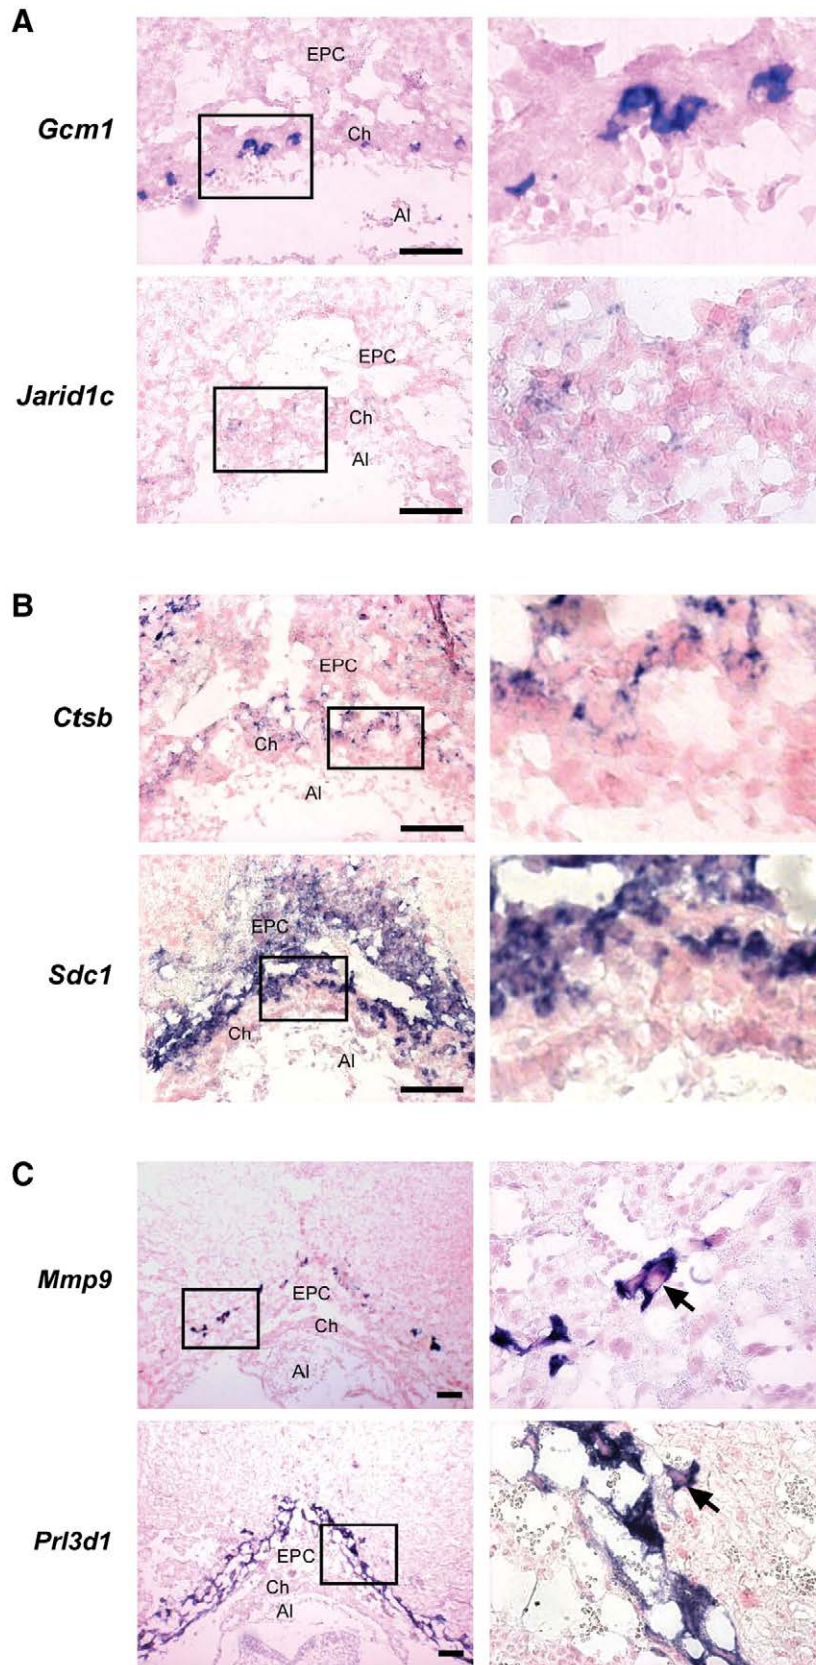 A
Gcm1
EPC
Ch
Al
Jarid1c
EPC
Ch
Al
B
Ctsb
EPC
Ch
Al
Sdc1
EPC
Ch
Al
C
Mmp9
EPC
Ch
Al
Prl3d1
EPC
Ch
Al